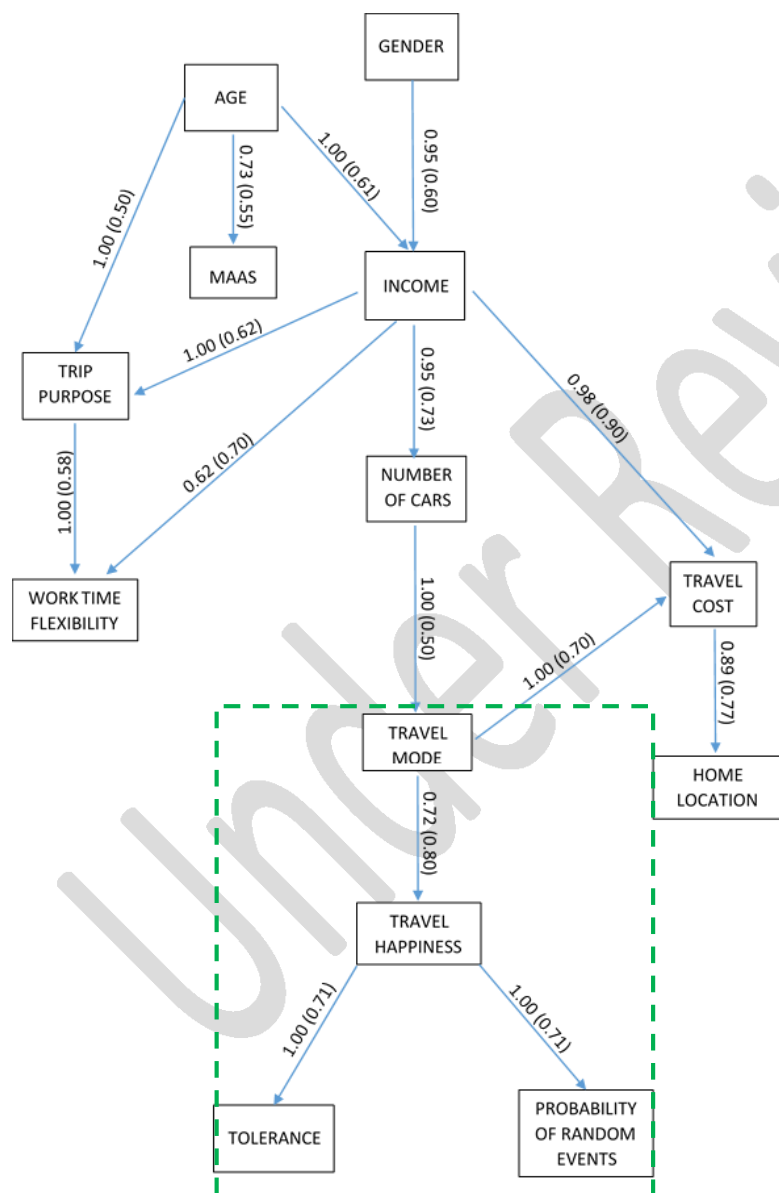 GENDER
AGE
0.95 (0.60)
0.73 (0.55)
1.00 (0.61)
1.00 (0.50)
MAAS
INCOME
1.00 (0.62)
TRIP
PURPOSE
0.95 (0.73)
0.98 (0.90)
0.62 (0.70)
1.00 (0.58)
NUMBER
OF CARS
WORK TIME
FLEXIBILITY
TRAVEL
COST
1.00 (0.50)
1.00 (0.70)
0.89 (0.77)
TRAVEL
MODE
HOME
LOCATION
0.72 (0.80)
TRAVEL
HAPPINESS
1.00 (0.71)
1.00 (0.71)
TOLERANCE
PROBABILITY
OF RANDOM
EVENTS
Under Revi